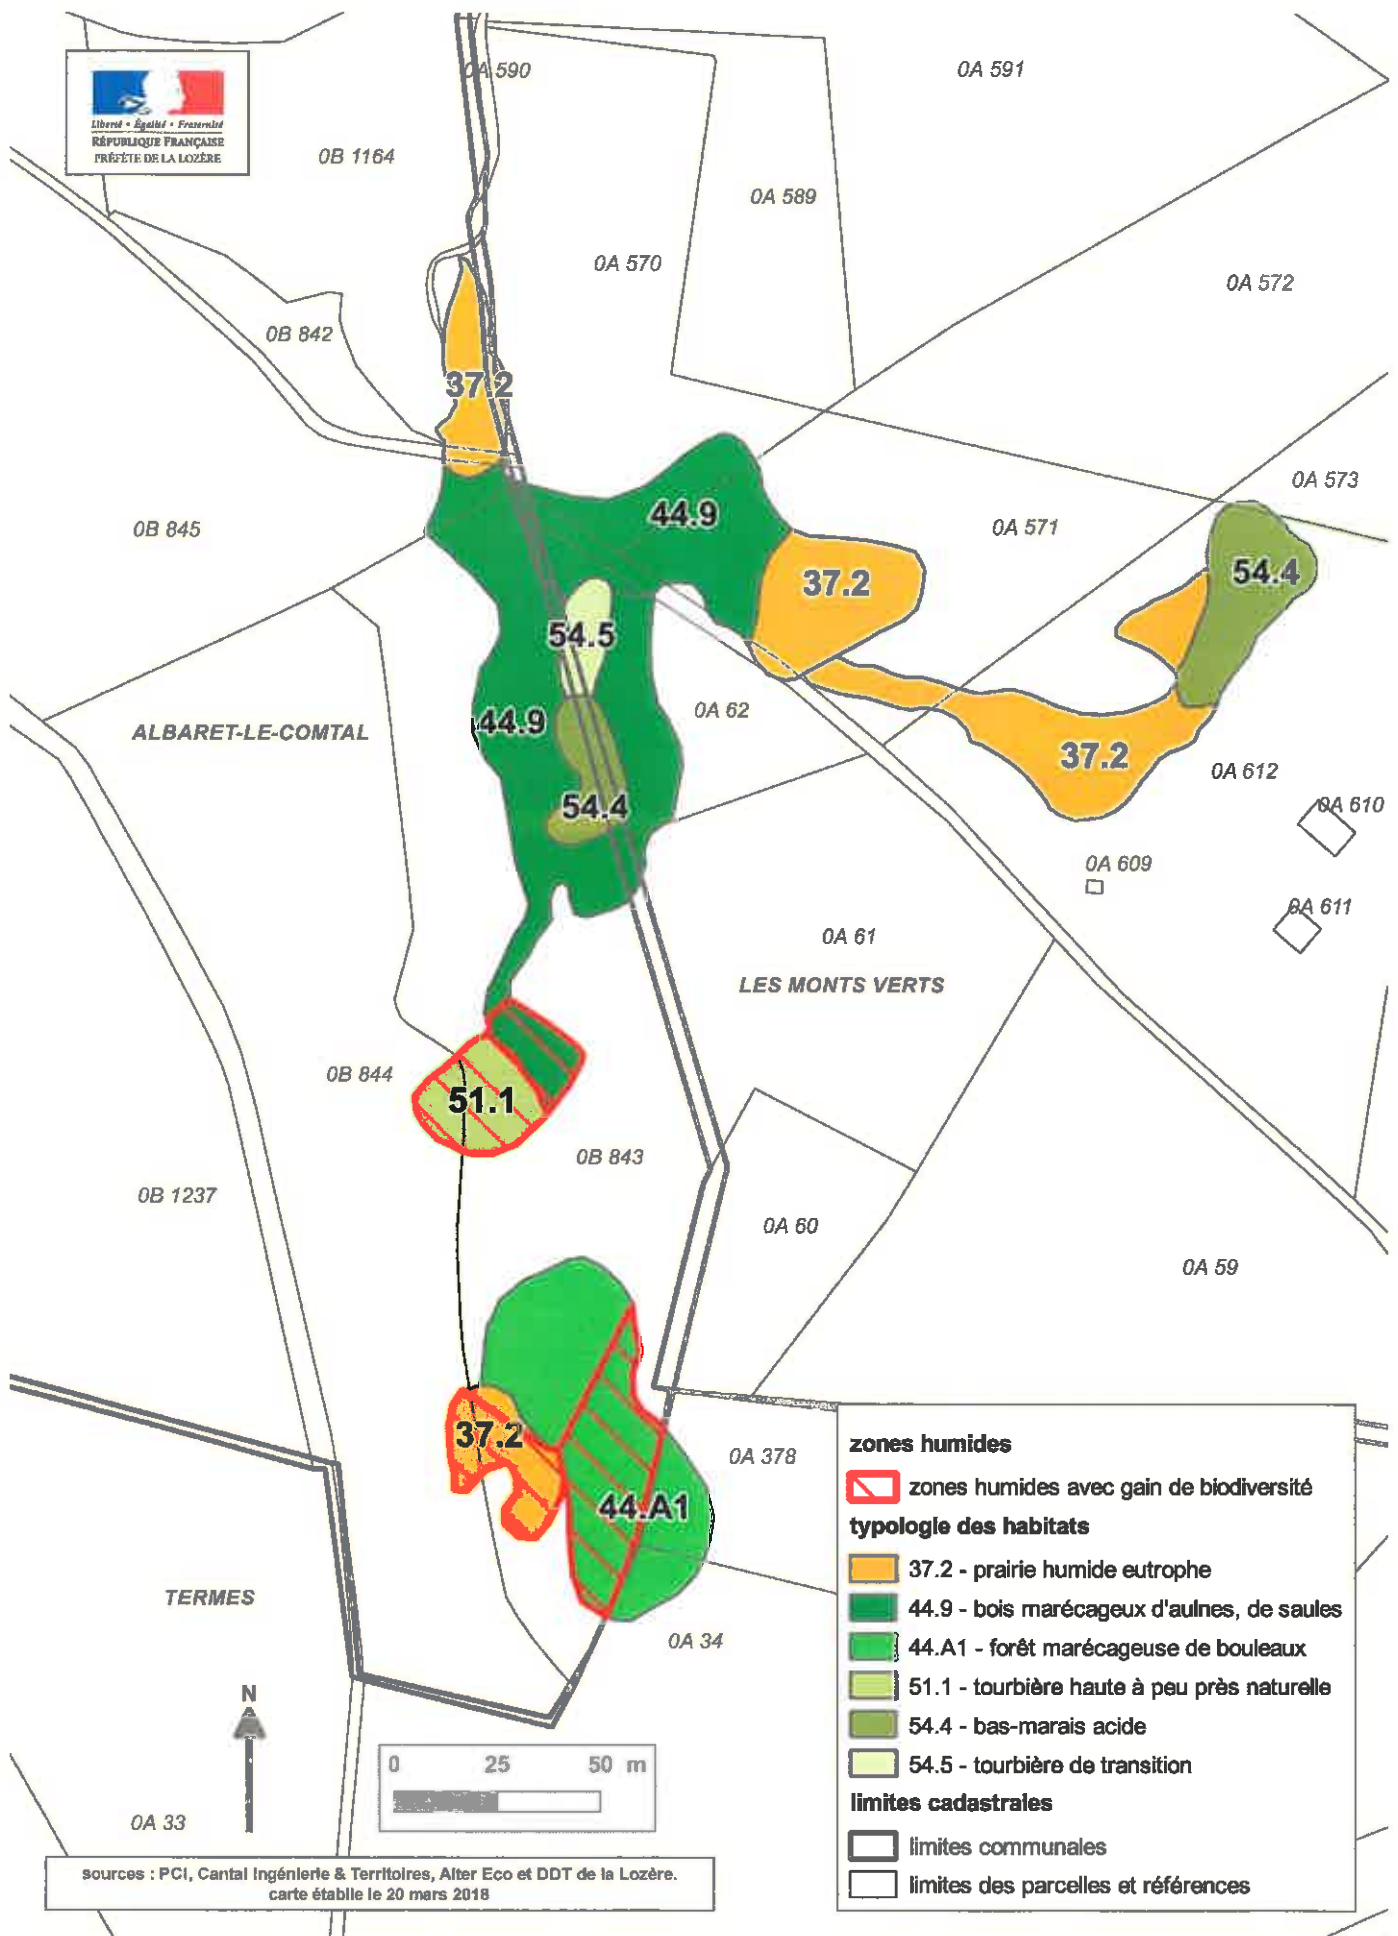 Liberté • Égalité • Fraternité
RÉPUBLIQUE FRANÇAISE
PRÉFÈTE DE LA LOZÈRE
0A 590
0A 591
0B 1164
0A 589
0A 570
0A 572
0B 842
37.2
0A 573
0B 845
44.9
0A 571
37.2
54.4
54.5
ALBARET-LE-COMTAL
44.9
0A 62
37.2
0A 612
54.4
0A 610
0A 609
0A 611
0A 61
LES MONTS VERTS
0B 844
51.1
0B 843
0B 1237
0A 60
0A 59
37.2
0A 378
44.A1
TERMES
0A 34
N
0 25 50 m
0A 33
sources : PCI, Cantal Ingénierie & Territoires, Alter Eco et DDT de la Lozère.
carte établie le 20 mars 2018
zones humides
zones humides avec gain de biodiversité
typologie des habitats
37.2 - prairie humide eutrophe
44.9 - bois marécageux d'aulnes, de saules
44.A1 - forêt marécageuse de bouleaux
51.1 - tourbière haute à peu près naturelle
54.4 - bas-marais acide
54.5 - tourbière de transition
limites cadastrales
limites communales
limites des parcelles et références